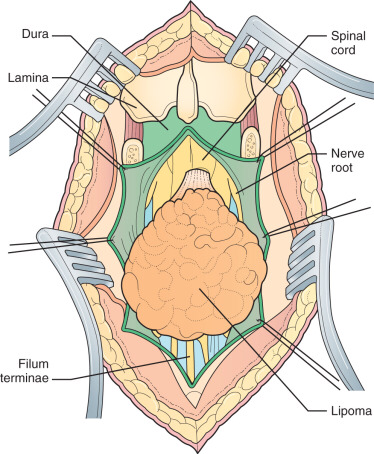 Dura
Lamina
Spinal
cord
Nerve
root
Filum
terminae
Lipoma